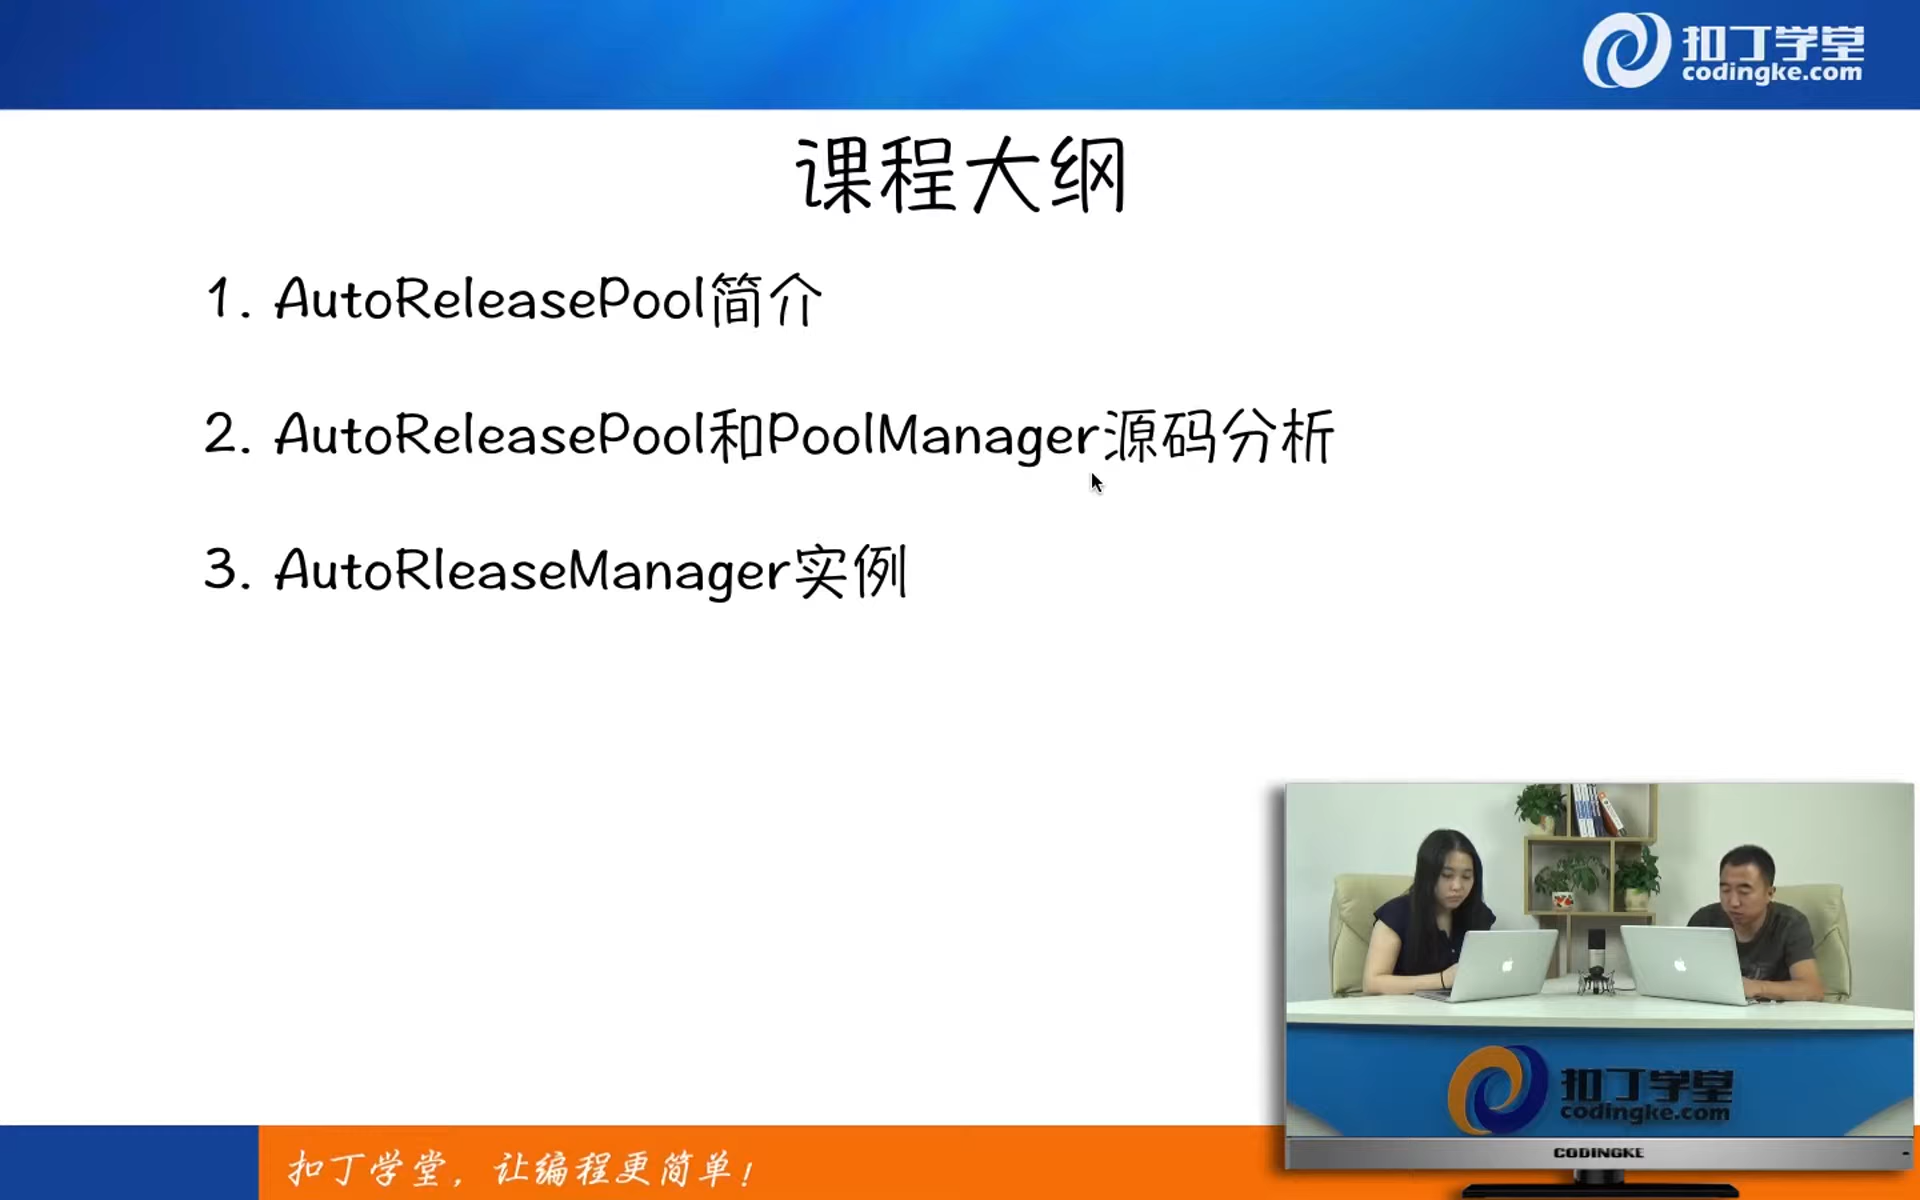 扣丁学堂
codingke.com
课程大纲
1. AutoReleasePool简介
2. AutoReleasePool和PoolManager源码分析
3. AutoRleaseManager实例
扣丁学堂
codingke.com
CODINGKE
扣丁学堂，让编程更简单！